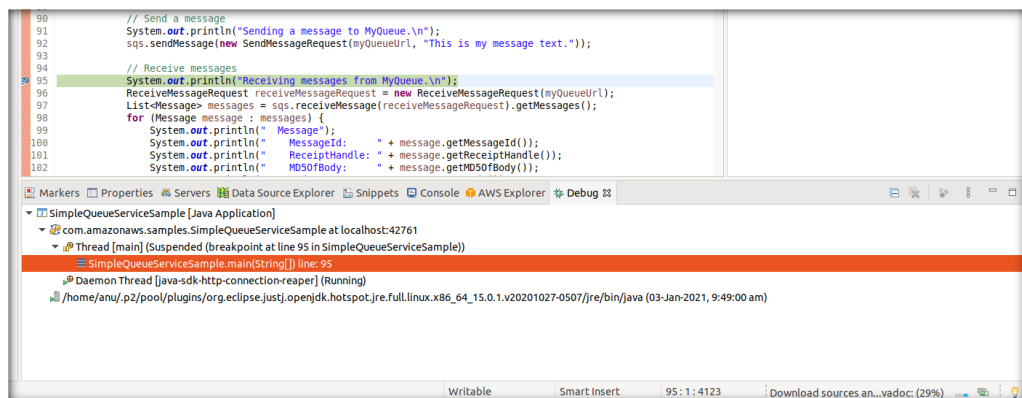 90 // Send a message
91 System.out.println("Sending a message to MyQueue.\n");
92 sqs.sendMessage(new SendMessageRequest(myQueueUrl, "This is my message text."));
93
94 // Receive messages
95 System.out.println("Receiving messages from MyQueue.\n");
96 ReceiveMessageRequest receiveMessageRequest = new ReceiveMessageRequest(myQueueUrl);
97 List<Message> messages = sqs.receiveMessage(receiveMessageRequest).getMessages();
98 for (Message message : messages) {
99 System.out.println("  Message");
100 System.out.println("    MessageId:     " + message.getMessageId());
101 System.out.println("    ReceiptHandle: " + message.getReceiptHandle());
102 System.out.println("    MD5OfBody:     " + message.getMD5OfBody());
Markers Properties Servers Data Source Explorer Snippets Console AWS Explorer Debug
SimpleQueueServiceSample [Java Application]
com.amazonaws.samples.SimpleQueueServiceSample at localhost:42761
Thread [main] (Suspended (breakpoint at line 95 in SimpleQueueServiceSample))
SimpleQueueServiceSample.main(String[]) line: 95
Daemon Thread [java-sdk-http-connection-reaper] (Running)
/home/anu/.p2/pool/plugins/org.eclipse.justj.openjdk.hotspot.jre.full.linux.x86_64_15.0.1.v20201027-0507/jre/bin/java (03-Jan-2021, 9:49:00 am)
Writable Smart Insert 95 : 1 : 4123 Download sources an...vadoc: (29%)